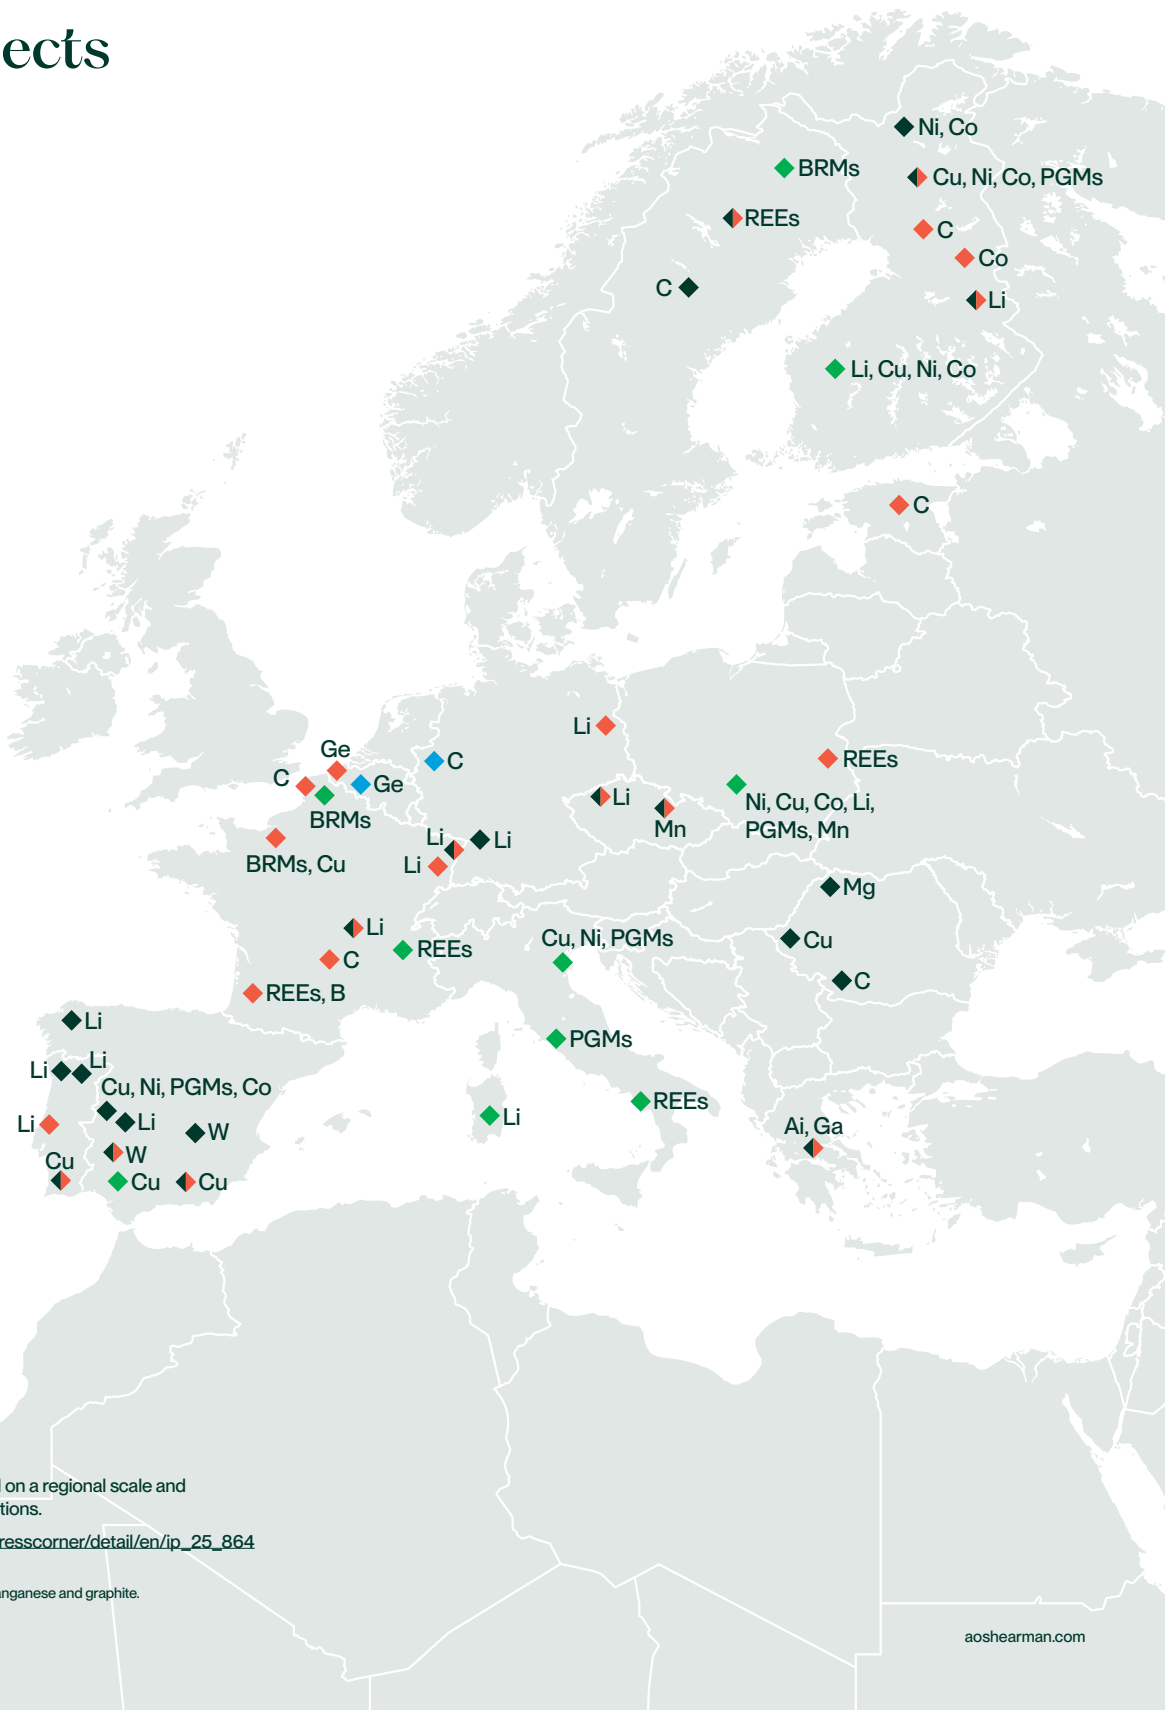 ects
Ni, Co
BRMs
Cu, Ni, Co, PGMs
REEs
C
Co
C
Li
Li, Cu, Ni, Co
C
Li
Ge
C
REEs
C
Ge
Li
Ni, Cu, Co, Li,
PGMs, Mn
BRMs
Mn
Li
Li
BRMs, Cu
Li
Mg
Li
Cu, Ni, PGMs
Cu
REEs
C
C
REEs, B
Li
PGMs
Li
Li
Cu, Ni, PGMs, Co
REEs
Li
Li
Li
W
Ai, Ga
W
Cu
Cu
Cu
on a regional scale and
tions.
resscorner/detail/en/ip_25_864
anganese and graphite.
aoshearman.com